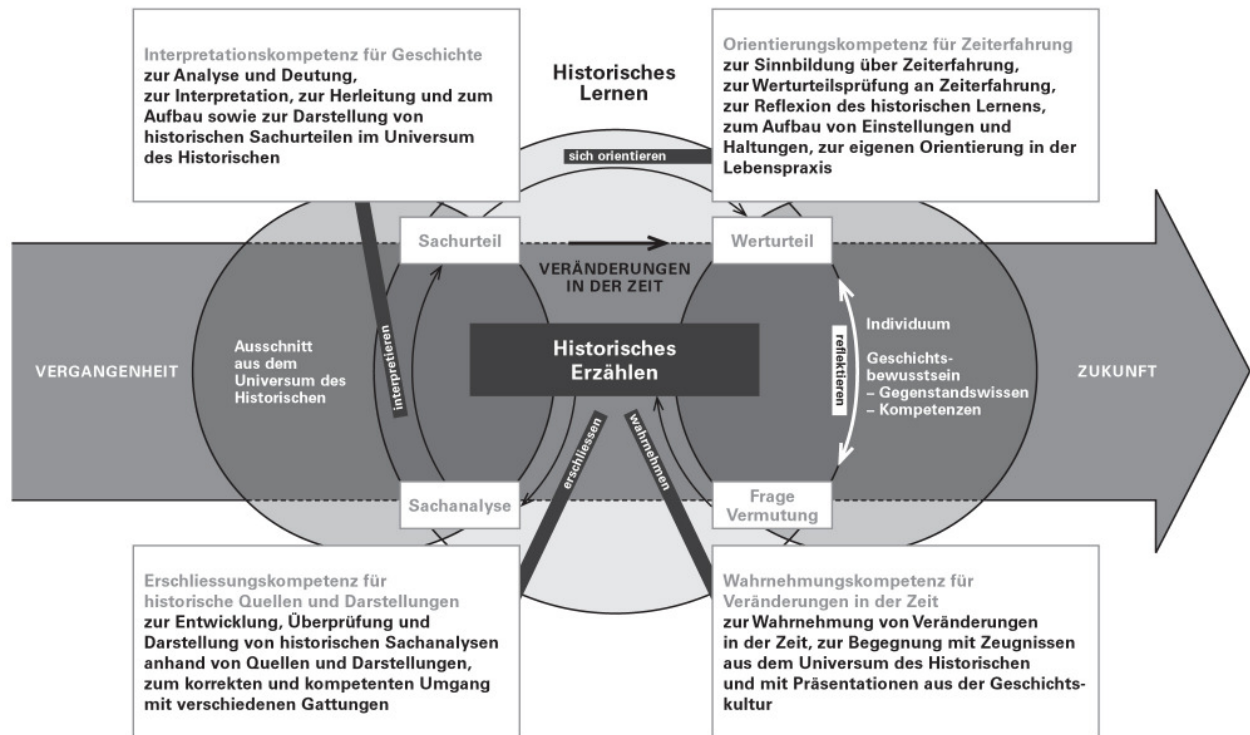 Interpretationskompetenz für Geschichte
zur Analyse und Deutung,
zur Interpretation, zur Herleitung und zum
Aufbau sowie zur Darstellung von
historischen Sachurteilen im Universum
des Historischen
Historisches
Lernen
Orientierungskompetenz für Zeiterfahrung
zur Sinnbildung über Zeiterfahrung,
zur Werturteilsprüfung an Zeiterfahrung,
zur Reflexion des historischen Lernens,
zum Aufbau von Einstellungen und
Haltungen, zur eigenen Orientierung in der
Lebenspraxis
sich orientieren
Sachurteil
Werturteil
VERÄNDERUNGEN
IN DER ZEIT
VERGANGENHEIT
Ausschnitt
aus dem
Universum des
Historischen
interpretieren
Historisches
Erzählen
reflektieren
Individuum
Geschichts-
bewusstsein
– Gegenstandswissen
– Kompetenzen
ZUKUNFT
erschliessen
wahrnehmen
Sachanalyse
Frage
Vermutung
Erschliessungskompetenz für
historische Quellen und Darstellungen
zur Entwicklung, Überprüfung und
Darstellung von historischen Sachanalysen
anhand von Quellen und Darstellungen,
zum korrekten und kompetenten Umgang
mit verschiedenen Gattungen
Wahrnehmungskompetenz für
Veränderungen in der Zeit
zur Wahrnehmung von Veränderungen
in der Zeit, zur Begegnung mit Zeugnissen
aus dem Universum des Historischen
und mit Präsentationen aus der Geschichts-
kultur